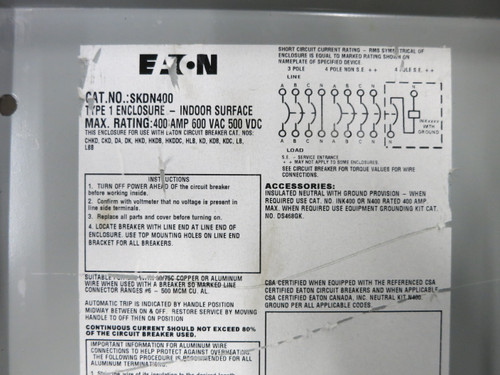 EATON
CAT.NO.:SKDN400
TYPE 1 ENCLOSURE - INDOOR SURFACE
MAX. RATING: 400 AMP 600 VAC 500 VDC
THIS ENCLOSURE FOR USE WITH EATON CIRCUIT BREAKER CAT. NOS:
CHKD, CKD, DA, DK, HKD, HKDB, HKDDC, HLB, KD, KDB, KDC, LB,
LBB
INSTRUCTIONS
1. TURN OFF POWER AHEAD OF the circuit breaker
before working inside.
2. Confirm with voltmeter that no voltage is present in
line side terminals.
3. Replace all parts and cover before turning on.
4. LOCATE BREAKER WITH LINE END AT LINE END OF
ENCLOSURE. USE TOP MOUNTING HOLES ON LINE END
BRACKET FOR ALL BREAKERS.
SUITABLE 60/75C COPPER OR ALUMINUM
WIRE WHEN USED WITH A BREAKER SO MARKED LINE
CONNECTOR RANGES #6 - 500 MCM CU AL.
AUTOMATIC TRIP IS INDICATED BY HANDLE POSITION
MIDWAY BETWEEN ON & OFF RESTORE SERVICE BY MOVING
HANDLE TO OFF THEN ON POSITION
CONTINUOUS CURRENT SHOULD NOT EXCEED 80%
OF THE CIRCUIT BREAKER USED.
IMPORTANT INFORMATION FOR ALUMINUM WIRE
CONNECTIONS TO HELP PROTECT AGAINST OVERHEATING
THE FOLLOWING PROCEDURE IS RECOMMENDED FOR ALL
SHORT CIRCUIT CURRENT RATING - RMS SYMMETRICAL OF
ENCLOSURE IS EQUAL TO MARKED RATING SHOWN ON
NAMEPLATE OF SPECIFIED DEVICE
3 POLE 4 POLE NON S.E. ++ 4 POLE S.E. ++
LINE
A B C A B C N A B C N
WITH
GROUND
LOAD
S.E. - SERVICE ENTRANCE
++ MAY NOT APPLY TO SOME ENCLOSURES.
SEE CIRCUIT BREAKER FOR TORQUE VALUES FOR WIRE
CONNECTORS.
ACCESSORIES:
INSULATED NEUTRAL WITH GROUND PROVISION - WHEN
REQUIRED USE CAT. NO. INK400 OR N400 RATED 400 AMP
MAX. WHEN REQUIRED USE EQUIPMENT GROUNDING KIT CAT.
NO. DS468GK.
CSA CERTIFIED WHEN EQUIPPED WITH THE REFERENCED CSA
CERTIFIED EATON CIRCUIT BREAKERS AND WHEN APPLICABLE
CSA CERTIFIED EATON CANADA, INC. NEUTRAL KIT N400.
GROUND PER ALL APPLICABLE CODES.